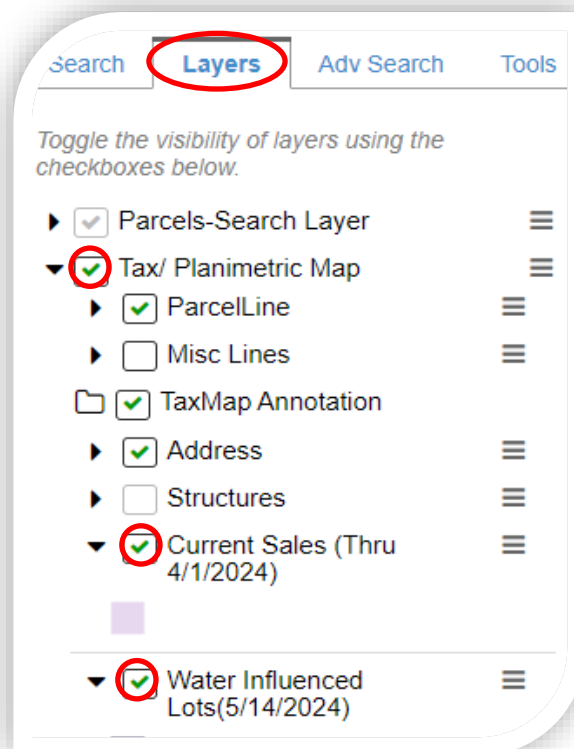 Search Layers Adv Search Tools
Toggle the visibility of layers using the
checkboxes below.
Parcels-Search Layer
Tax/ Planimetric Map
ParcelLine
Misc Lines
TaxMap Annotation
Address
Structures
Current Sales (Thru
4/1/2024)
Water Influenced
Lots(5/14/2024)